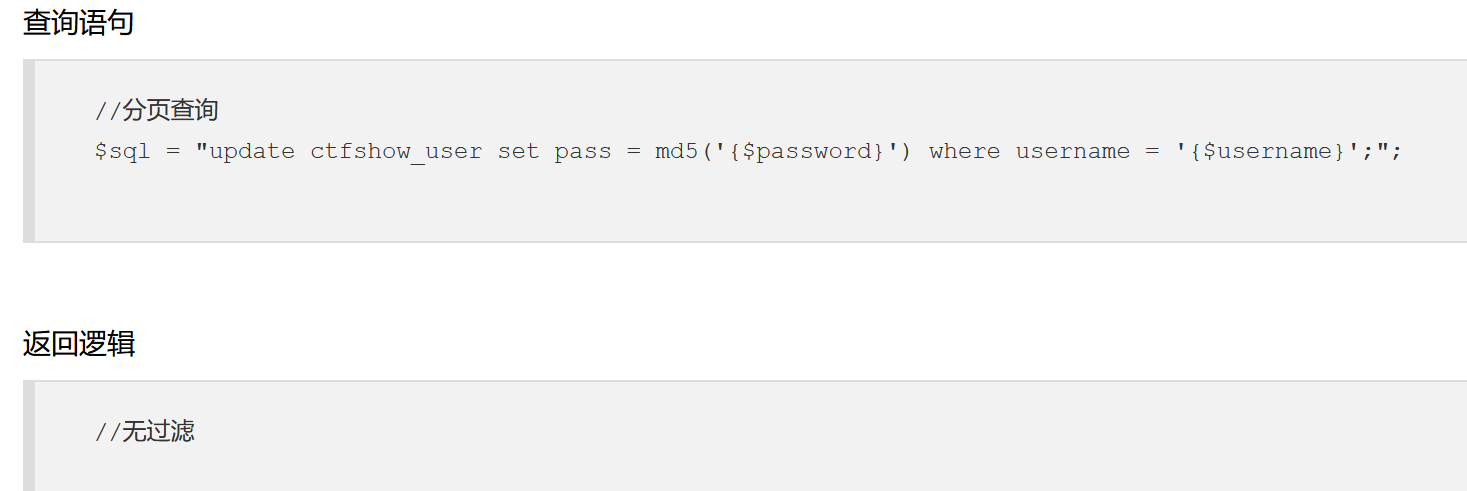 查询语句
//分页查询
$sql = "update ctfshow_user set pass = md5('{$password}') where username = '{$username}';";
返回逻辑
//无过滤